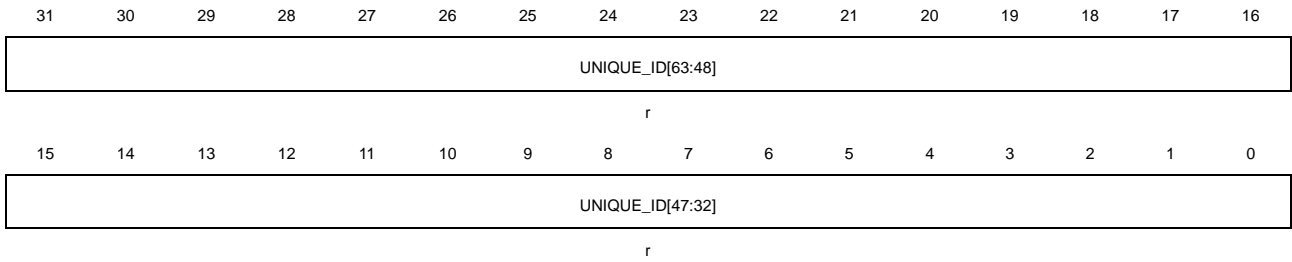 31 30 29 28 27 26 25 24 23 22 21 20 19 18 17 16
UNIQUE_ID[63:48]
r
15 14 13 12 11 10 9 8 7 6 5 4 3 2 1 0
UNIQUE_ID[47:32]
r